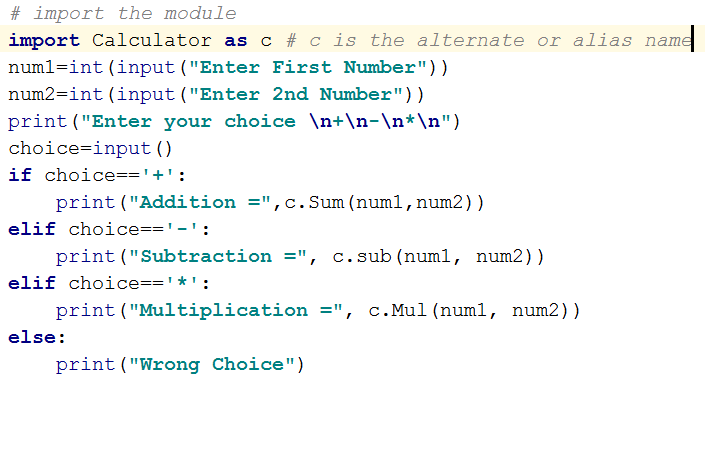 # import the module
import Calculator as c # c is the alternate or alias name
num1=int(input("Enter First Number"))
num2=int(input("Enter 2nd Number"))
print("Enter your choice \n+\n-\n*\n")
choice=input()
if choice=='+':
    print("Addition =",c.Sum(num1,num2))
elif choice=='-':
    print("Subtraction =", c.sub(num1, num2))
elif choice=='*':
    print("Multiplication =", c.Mul(num1, num2))
else:
    print("Wrong Choice")